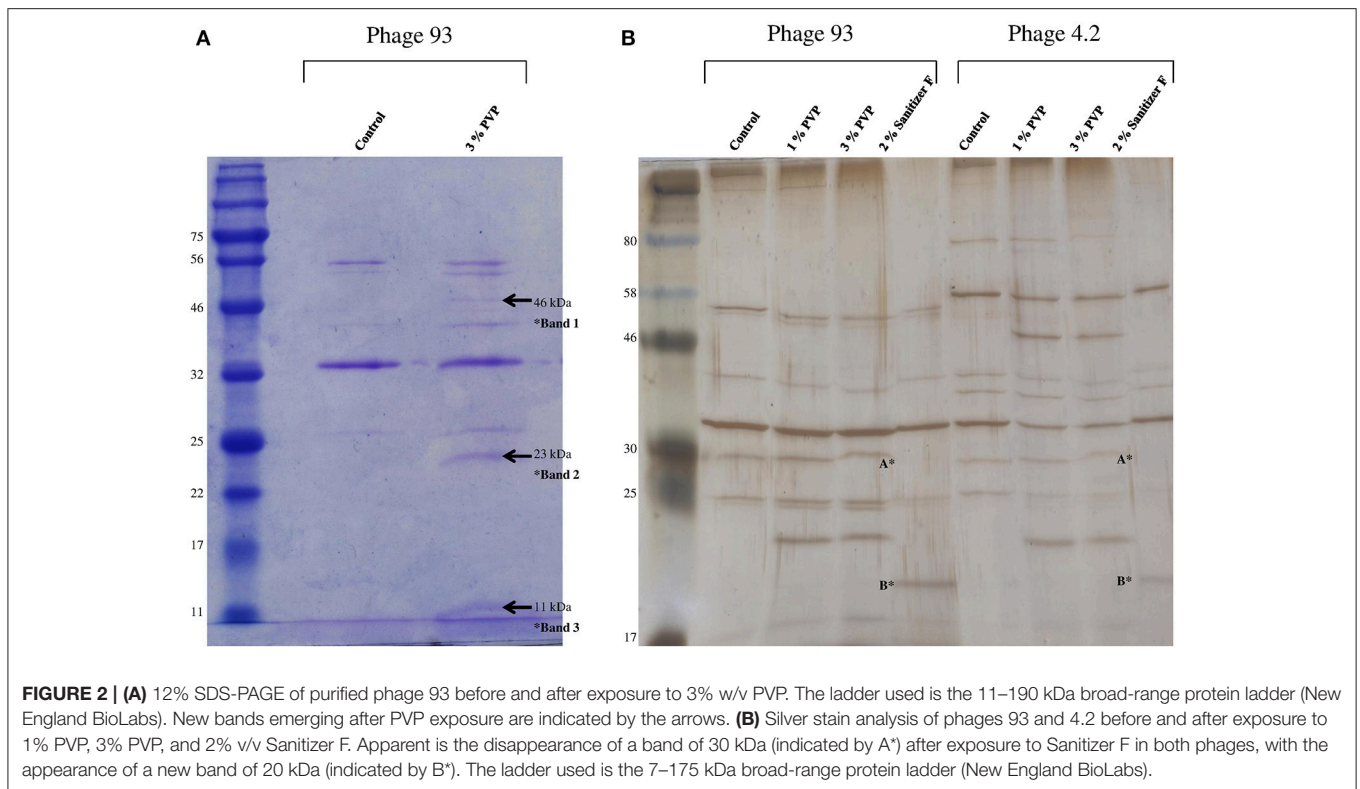 A
Phage 93
Control
3 % PVP
75
56
46
32
25
22
17
11
46 kDa
*Band 1
23 kDa
*Band 2
11 kDa
*Band 3
B
Phage 93
Phage 4.2
Control
1 % PVP
3 % PVP
2 % Sanitizer F
Control
1 % PVP
3 % PVP
2 % Sanitizer F
80
58
46
30
25
17
A*
A*
B*
B*
FIGURE 2 | (A) 12% SDS-PAGE of purified phage 93 before and after exposure to 3% w/v PVP. The ladder used is the 11–190 kDa broad-range protein ladder (New
England BioLabs). New bands emerging after PVP exposure are indicated by the arrows. (B) Silver stain analysis of phages 93 and 4.2 before and after exposure to
1% PVP, 3% PVP, and 2% v/v Sanitizer F. Apparent is the disappearance of a band of 30 kDa (indicated by A*) after exposure to Sanitizer F in both phages, with the
appearance of a new band of 20 kDa (indicated by B*). The ladder used is the 7–175 kDa broad-range protein ladder (New England BioLabs).